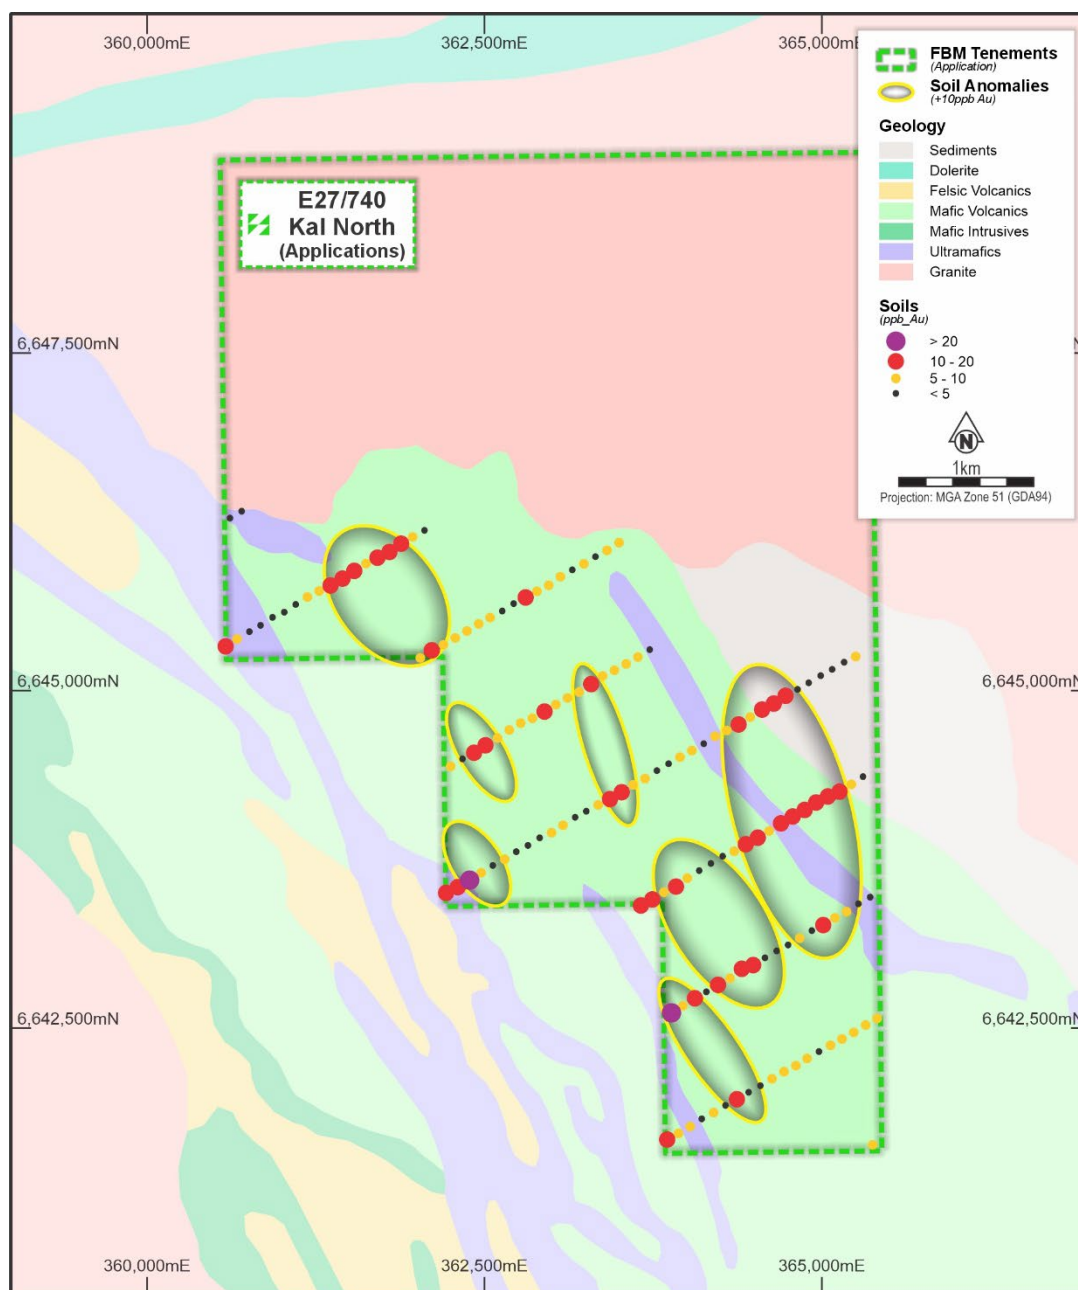 360,000mE
362,500mE
365,000mE
FBM Tenements
(Application)
Soil Anomalies
(+10ppb Au)
Geology
Sediments
Dolerite
Felsic Volcanics
Mafic Volcanics
Mafic Intrusives
Ultramafics
Granite
Soils
(ppb_Au)
> 20
10 - 20
5 - 10
< 5
N
1km
Projection: MGA Zone 51 (GDA94)
E27/740
Kal North
(Applications)
6,647,500mN
N
6,645,000mN
6,645,000mN
6,642,500mN
6,642,500mN
360,000mE
362,500mE
365,000mE